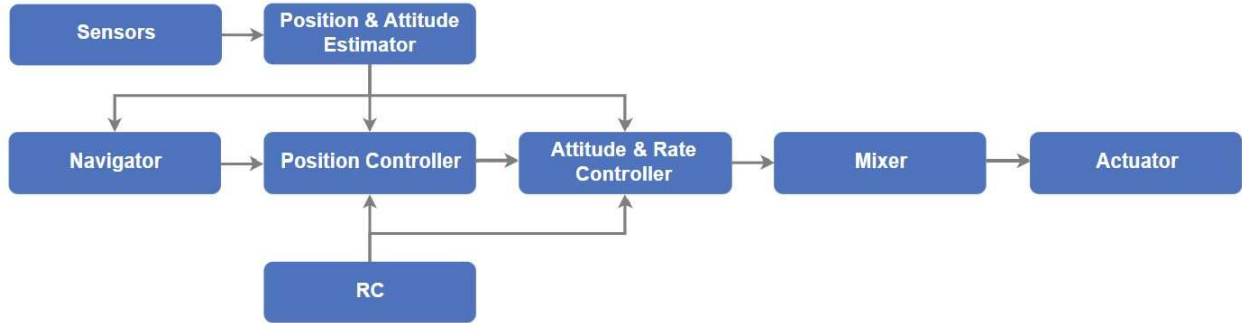 Sensors
Position & Attitude
Estimator
Navigator
Position Controller
Attitude & Rate
Controller
Mixer
Actuator
RC